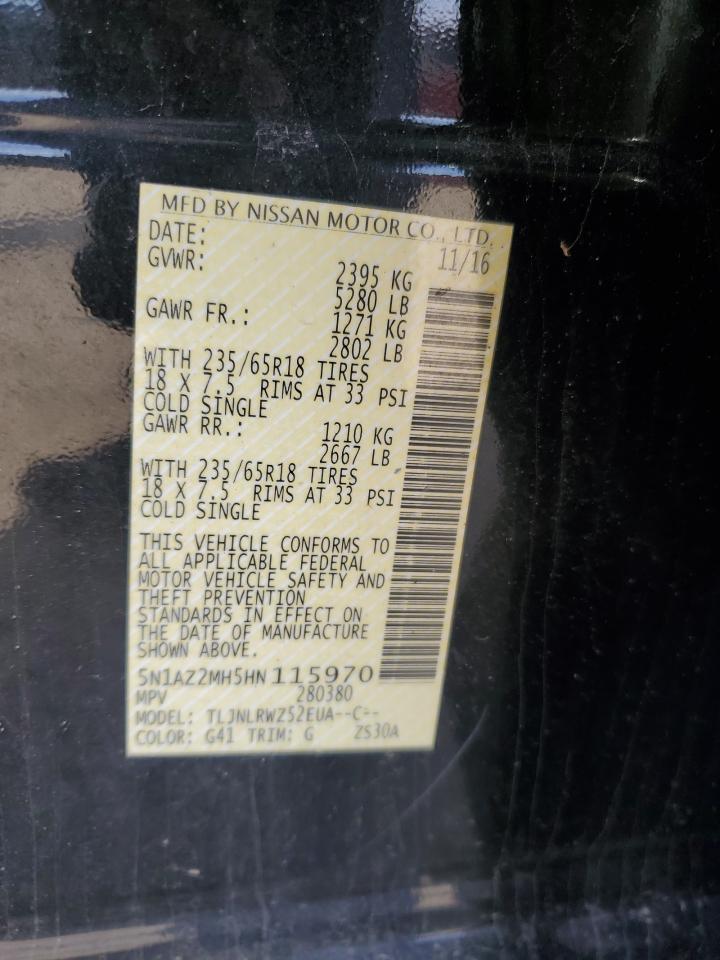 MFD BY NISSAN MOTOR CO., LTD.
DATE: 11/16
GVWR: 2395 KG
5280 LB
GAWR FR.: 1271 KG
2802 LB
WITH 235/65R18 TIRES
18 X 7.5 RIMS AT 33 PSI
COLD SINGLE
GAWR RR.: 1210 KG
2667 LB
WITH 235/65R18 TIRES
18 X 7.5 RIMS AT 33 PSI
COLD SINGLE
THIS VEHICLE CONFORMS TO
ALL APPLICABLE FEDERAL
MOTOR VEHICLE SAFETY AND
THEFT PREVENTION
STANDARDS IN EFFECT ON
THE DATE OF MANUFACTURE
SHOWN ABOVE.
5N1AZ2MH5HN115970
MPV 280380
MODEL: TLJNLRWZ52EUA--C--
COLOR: G41 TRIM: G ZS30A